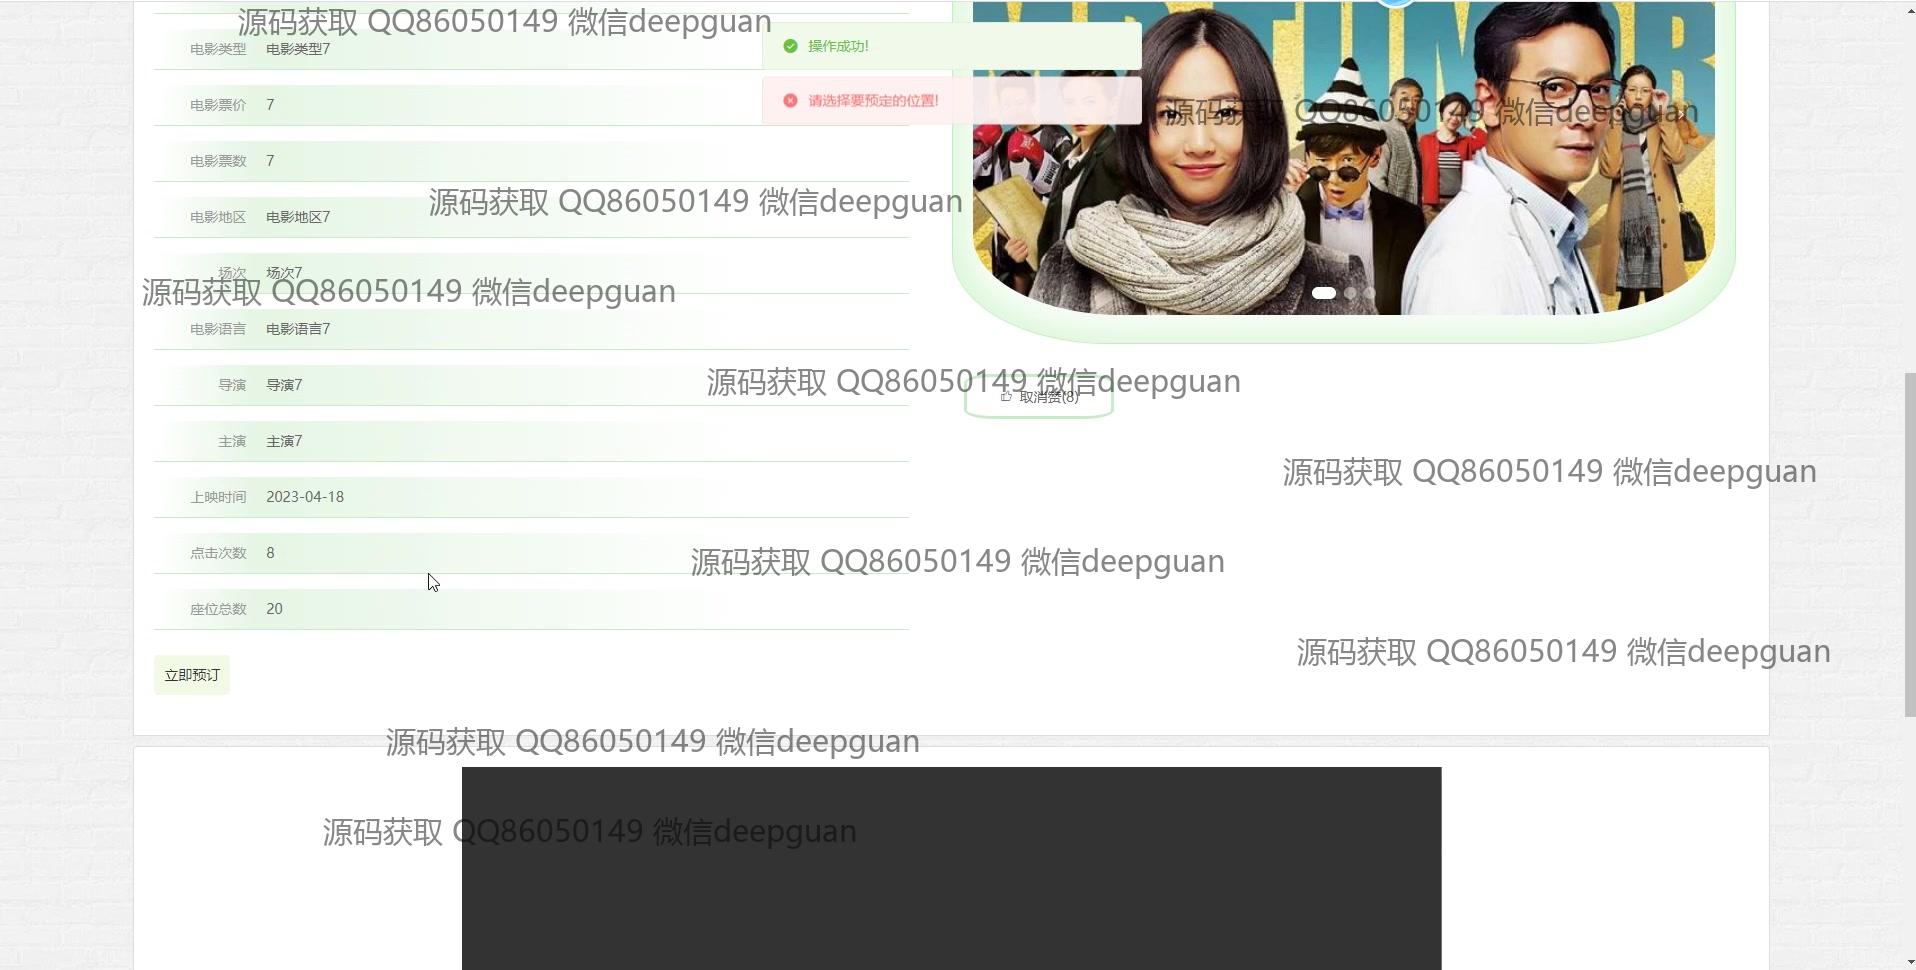 源码获取 QQ86050149 微信deepguan
电影类型 电影类型7
操作成功!
电影票价 7
请选择要预定的位置!
源码获取 QQ86050149 微信deepguan
MR TUMOR
电影票数 7
源码获取 QQ86050149 微信deepguan
电影地区 电影地区7
场次 场次7
源码获取 QQ86050149 微信deepguan
电影语言 电影语言7
导演 导演7
源码获取 QQ86050149 微信deepguan
取消赞(8)
主演 主演7
源码获取 QQ86050149 微信deepguan
上映时间 2023-04-18
点击次数 8
源码获取 QQ86050149 微信deepguan
座位总数 20
源码获取 QQ86050149 微信deepguan
立即预订
源码获取 QQ86050149 微信deepguan
源码获取 QQ86050149 微信deepguan